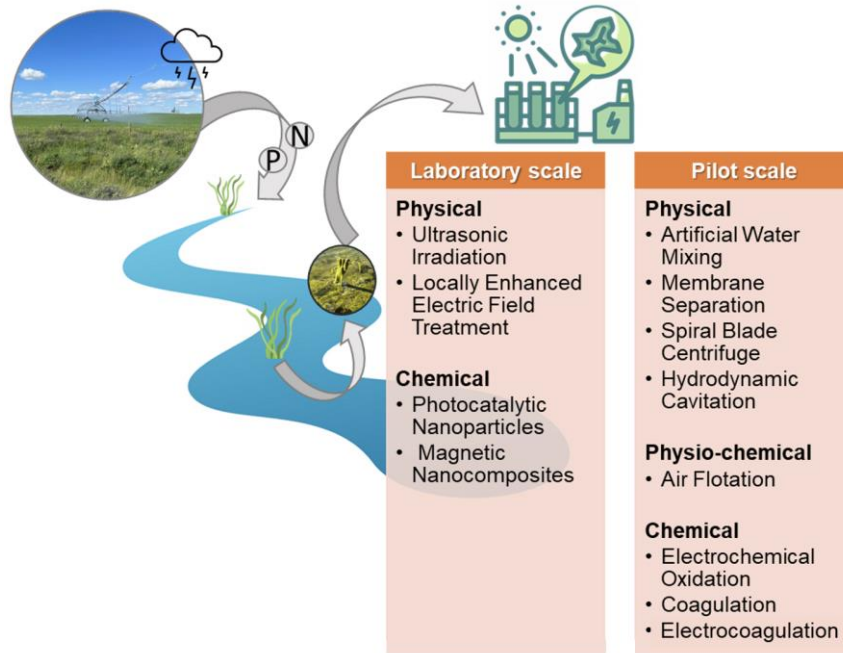 N
P
Laboratory scale
Physical
• Ultrasonic
Irradiation
• Locally Enhanced
Electric Field
Treatment
Chemical
• Photocatalytic
Nanoparticles
• Magnetic
Nanocomposites
Pilot scale
Physical
• Artificial Water
Mixing
• Membrane
Separation
• Spiral Blade
Centrifuge
• Hydrodynamic
Cavitation
Physio-chemical
• Air Flotation
Chemical
• Electrochemical
Oxidation
• Coagulation
• Electrocoagulation